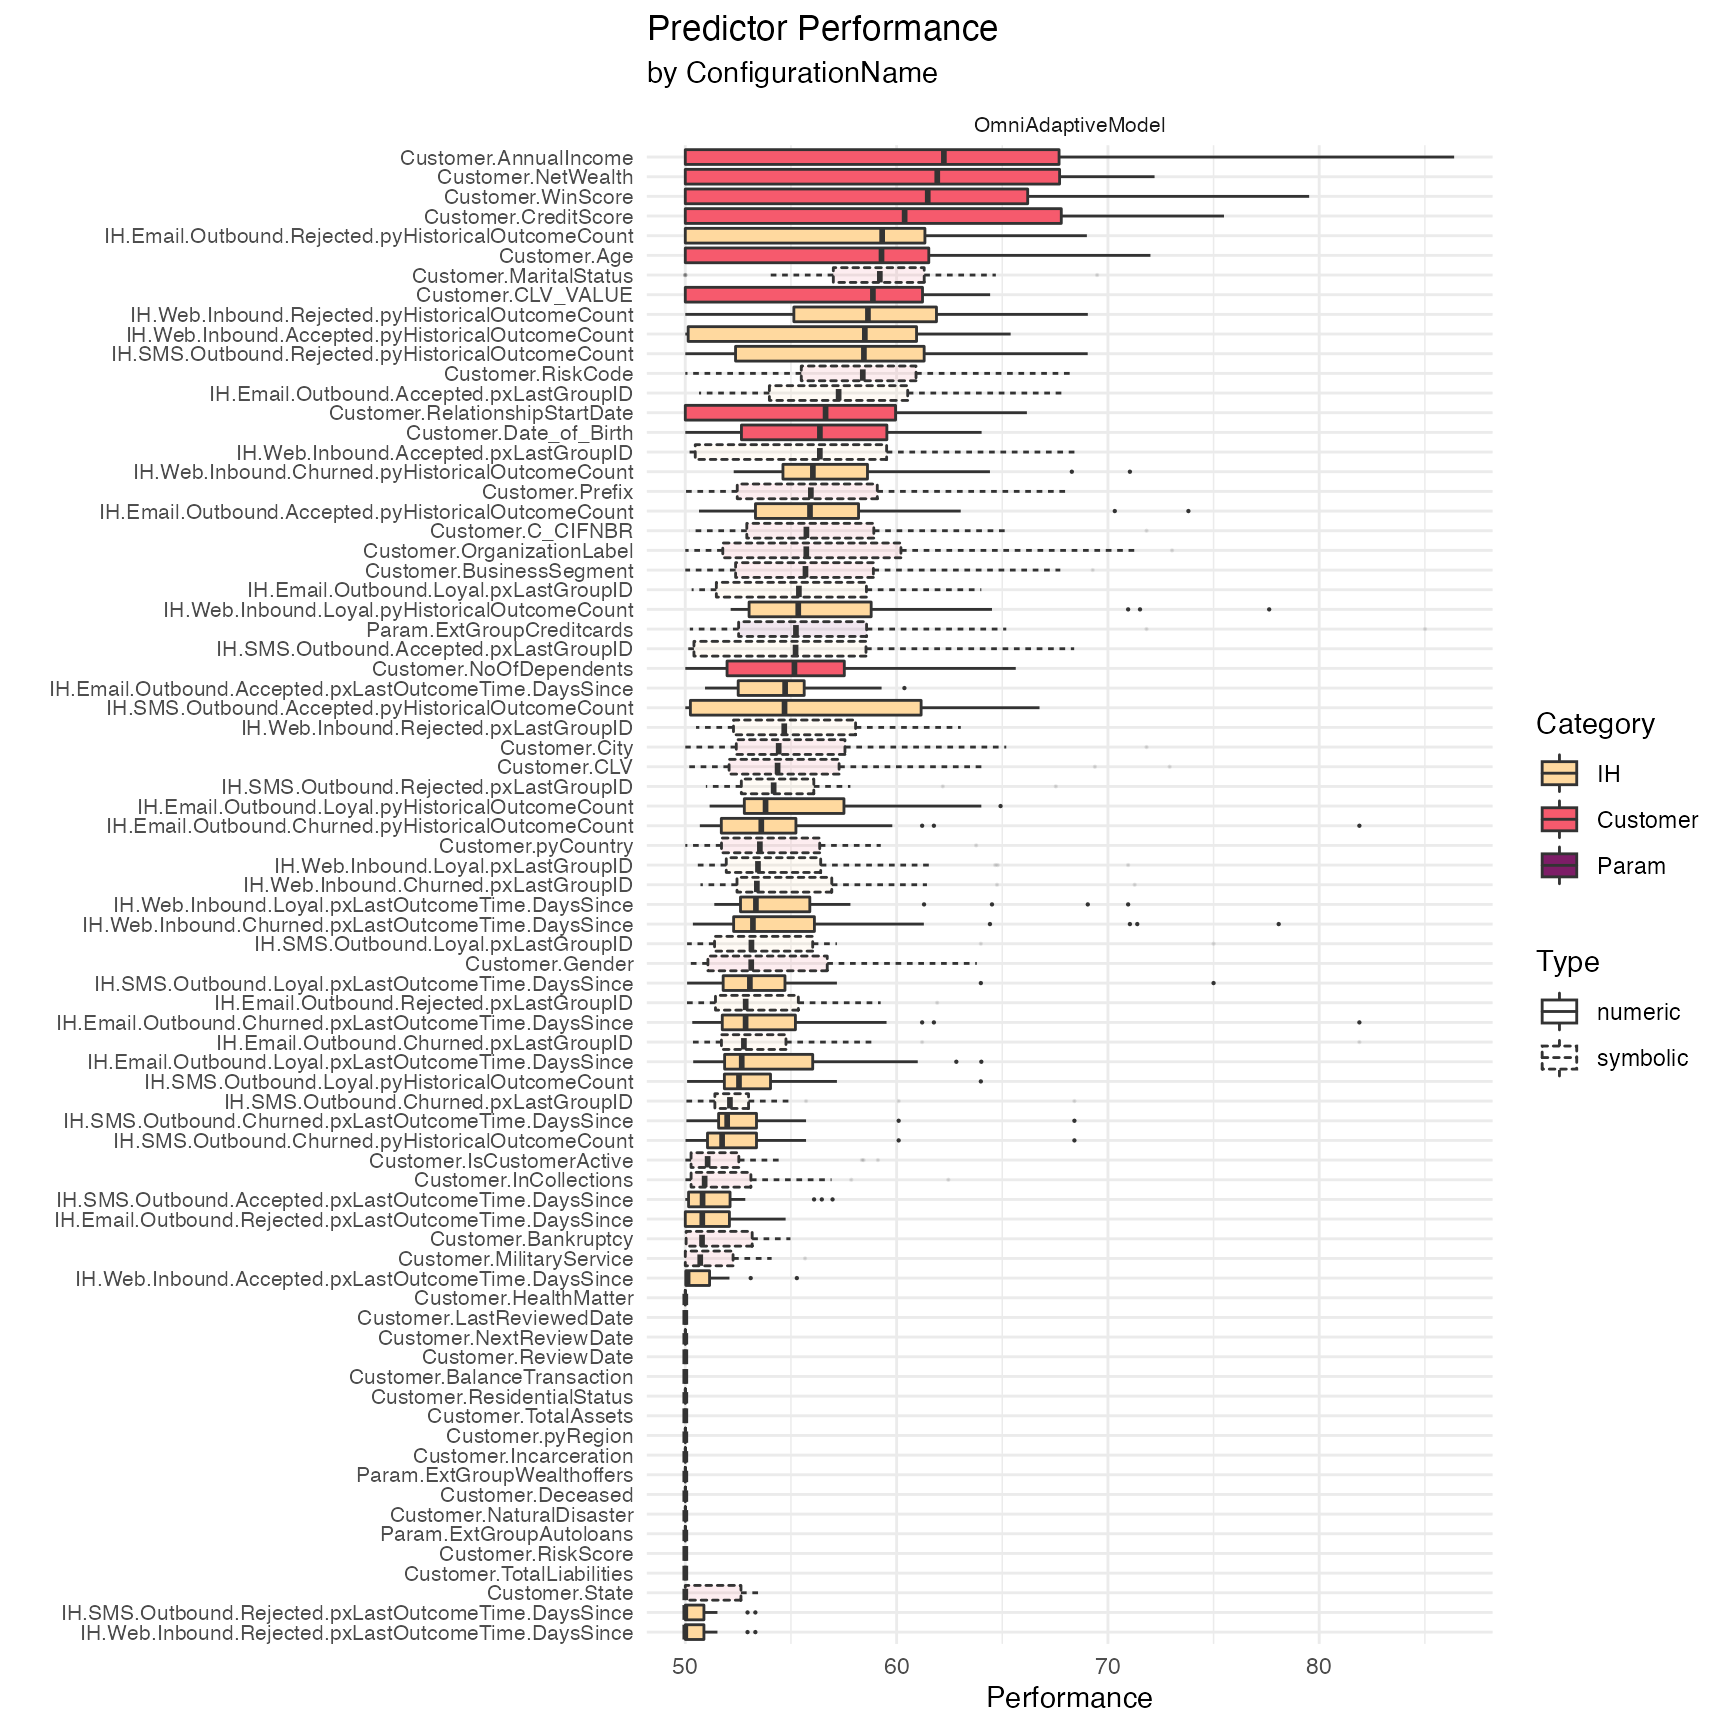 Predictor Performance
by ConfigurationName
OmniAdaptiveModel
Customer.AnnualIncome
Customer.NetWealth
Customer.WinScore
Customer.CreditScore
IH.Email.Outbound.Rejected.pyHistoricalOutcomeCount
Customer.Age
Customer.MaritalStatus
Customer.CLV_VALUE
IH.Web.Inbound.Rejected.pyHistoricalOutcomeCount
IH.Web.Inbound.Accepted.pyHistoricalOutcomeCount
IH.SMS.Outbound.Rejected.pyHistoricalOutcomeCount
Customer.RiskCode
IH.Email.Outbound.Accepted.pxLastGroupID
Customer.RelationshipStartDate
Customer.Date_of_Birth
IH.Web.Inbound.Accepted.pxLastGroupID
IH.Web.Inbound.Churned.pyHistoricalOutcomeCount
Customer.Prefix
IH.Email.Outbound.Accepted.pyHistoricalOutcomeCount
Customer.C_CIFNBR
Customer.OrganizationLabel
Customer.BusinessSegment
IH.Email.Outbound.Loyal.pxLastGroupID
IH.Web.Inbound.Loyal.pyHistoricalOutcomeCount
Param.ExtGroupCreditcards
IH.SMS.Outbound.Accepted.pxLastGroupID
Customer.NoOfDependents
IH.Email.Outbound.Accepted.pxLastOutcomeTime.DaysSince
IH.SMS.Outbound.Accepted.pyHistoricalOutcomeCount
IH.Web.Inbound.Rejected.pxLastGroupID
Customer.City
Customer.CLV
IH.SMS.Outbound.Rejected.pxLastGroupID
IH.Email.Outbound.Loyal.pyHistoricalOutcomeCount
IH.Email.Outbound.Churned.pyHistoricalOutcomeCount
Customer.pyCountry
IH.Web.Inbound.Loyal.pxLastGroupID
IH.Web.Inbound.Churned.pxLastGroupID
IH.Web.Inbound.Loyal.pxLastOutcomeTime.DaysSince
IH.Web.Inbound.Churned.pxLastOutcomeTime.DaysSince
IH.SMS.Outbound.Loyal.pxLastGroupID
Customer.Gender
IH.SMS.Outbound.Loyal.pxLastOutcomeTime.DaysSince
IH.Email.Outbound.Rejected.pxLastGroupID
IH.Email.Outbound.Churned.pxLastOutcomeTime.DaysSince
IH.Email.Outbound.Churned.pxLastGroupID
IH.Email.Outbound.Loyal.pxLastOutcomeTime.DaysSince
IH.SMS.Outbound.Loyal.pyHistoricalOutcomeCount
IH.SMS.Outbound.Churned.pxLastGroupID
IH.SMS.Outbound.Churned.pxLastOutcomeTime.DaysSince
IH.SMS.Outbound.Churned.pyHistoricalOutcomeCount
Customer.IsCustomerActive
Customer.InCollections
IH.SMS.Outbound.Accepted.pxLastOutcomeTime.DaysSince
IH.Email.Outbound.Rejected.pxLastOutcomeTime.DaysSince
Customer.Bankruptcy
Customer.MilitaryService
IH.Web.Inbound.Accepted.pxLastOutcomeTime.DaysSince
Customer.HealthMatter
Customer.LastReviewedDate
Customer.NextReviewDate
Customer.ReviewDate
Customer.BalanceTransaction
Customer.ResidentialStatus
Customer.TotalAssets
Customer.pyRegion
Customer.Incarceration
Param.ExtGroupWealthoffers
Customer.Deceased
Customer.NaturalDisaster
Param.ExtGroupAutoloans
Customer.RiskScore
Customer.TotalLiabilities
Customer.State
IH.SMS.Outbound.Rejected.pxLastOutcomeTime.DaysSince
IH.Web.Inbound.Rejected.pxLastOutcomeTime.DaysSince
50 60 70 80
Performance
Category
IH
Customer
Param
Type
numeric
symbolic